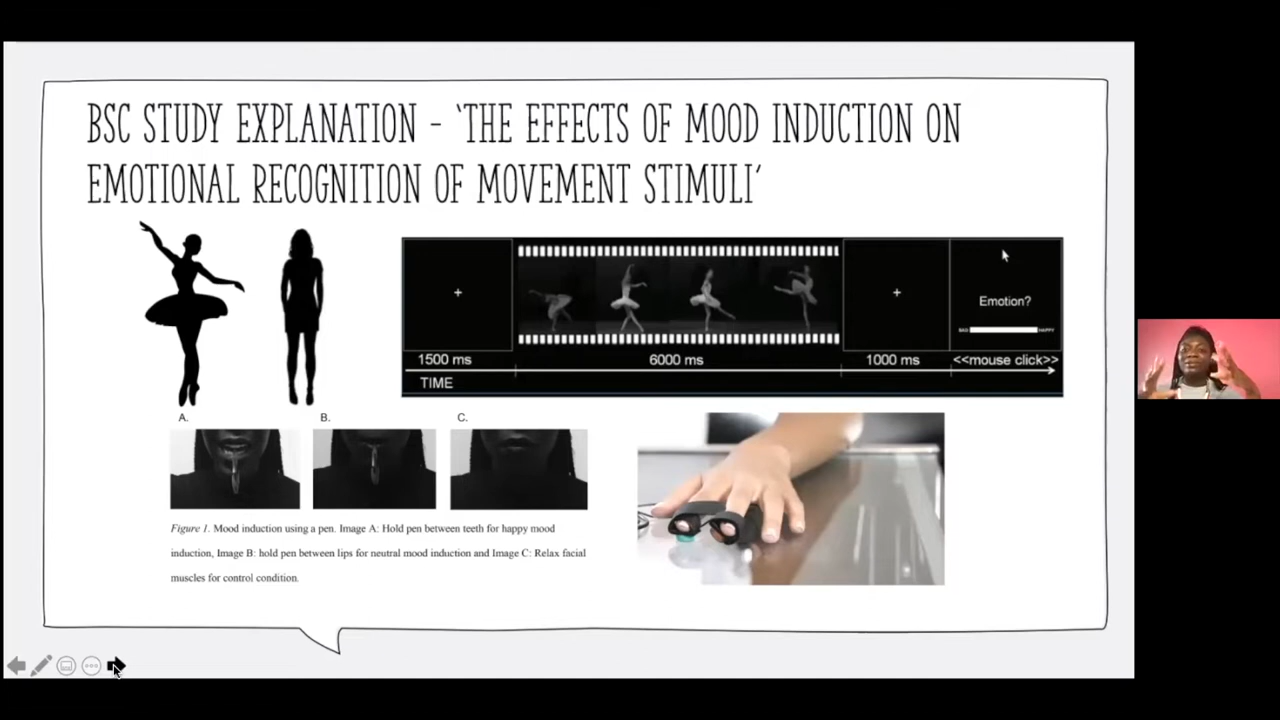 BSC STUDY EXPLANATION - ‘THE EFFECTS OF MOOD INDUCTION ON
EMOTIONAL RECOGNITION OF MOVEMENT STIMULI’
Emotion?
SAD
HAPPY
1500 ms
6000 ms
1000 ms
<<mouse click>>
TIME
A.
B.
C.
Figure 1. Mood induction using a pen. Image A: Hold pen between teeth for happy mood
induction, Image B: hold pen between lips for neutral mood induction and Image C: Relax facial
muscles for control condition.